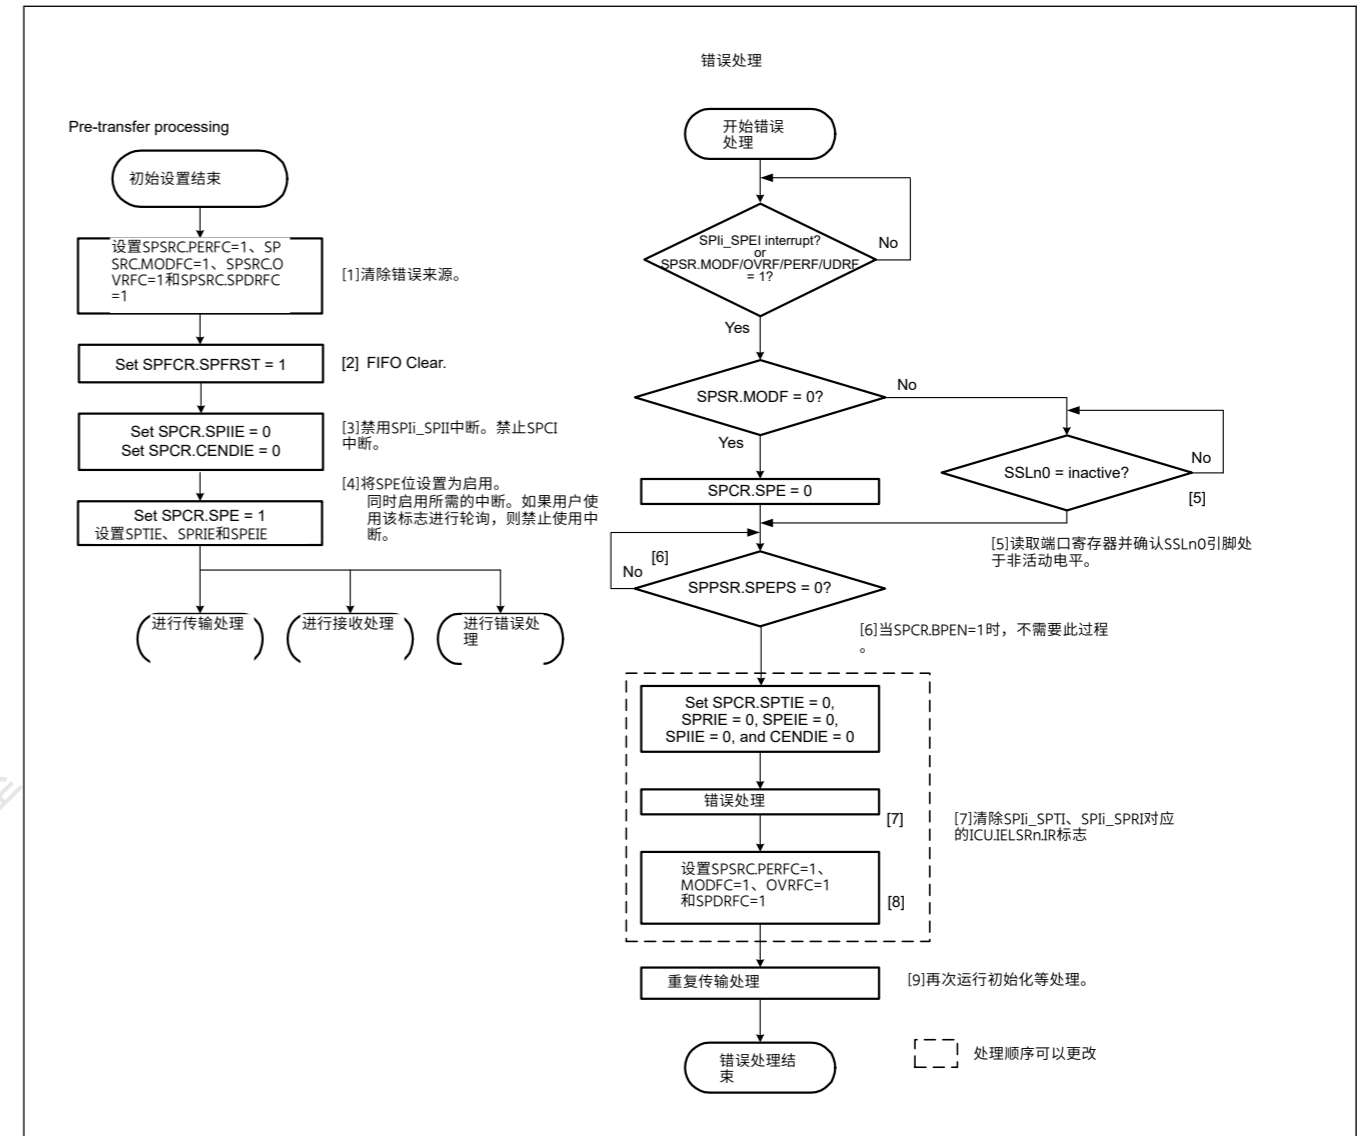 错误处理
Pre-transfer processing
初始设置结束
设置SPSRC.PERFC=1、SP
SRC.MODFC=1、SPSRC.O
VRFC=1和SPSRC.SPDRFC
=1
[1]清除错误来源。
Set SPFCR.SPFRST = 1
[2] FIFO Clear.
Set SPCR.SPIIE = 0
Set SPCR.CENDIE = 0
[3]禁用SPIi_SPII中断。禁止SPCI
中断。
Set SPCR.SPE = 1
设置SPTIE、SPRIE和SPEIE
[4]将SPE位设置为启用。
同时启用所需的中断。如果用户使
用该标志进行轮询，则禁止使用中
断。
进行传输处理
进行接收处理
进行错误处
理
开始错误
处理
SPIi_SPEI interrupt?
or
SPSR.MODF/OVRF/PERF/UDRF
= 1?
No
Yes
SPSR.MODF = 0?
No
Yes
SSLn0 = inactive?
No
[5]
SPCR.SPE = 0
[5]读取端口寄存器并确认SSLn0引脚处
于非活动电平。
[6]
No
SPPSR.SPEPS = 0?
[6]当SPCR.BPEN=1时，不需要此过程
。
Set SPCR.SPTIE = 0,
SPRIE = 0, SPEIE = 0,
SPIIE = 0, and CENDIE = 0
错误处理
[7]
[7]清除SPIi_SPTI、SPIi_SPRI对应
的ICU.IELSRn.IR标志
设置SPSRC.PERFC=1、
MODFC=1、OVRFC=1
和SPDRFC=1
[8]
重复传输处理
[9]再次运行初始化等处理。
错误处理结
束
处理顺序可以更改